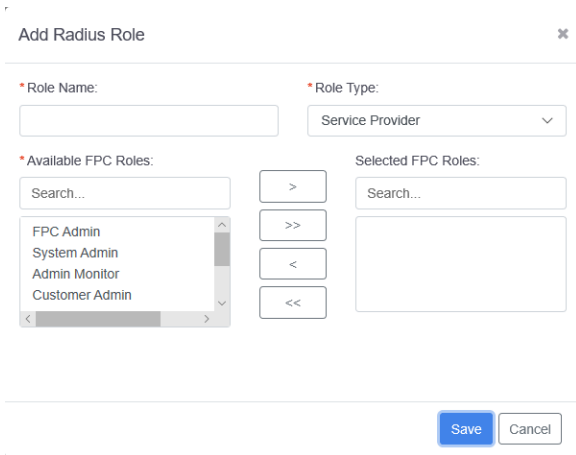 Add Radius Role
* Role Name:
* Role Type:
Service Provider
* Available FPC Roles:
Selected FPC Roles:
Search...
Search...
>
>>
<
<<
FPC Admin
System Admin
Admin Monitor
Customer Admin
Save
Cancel